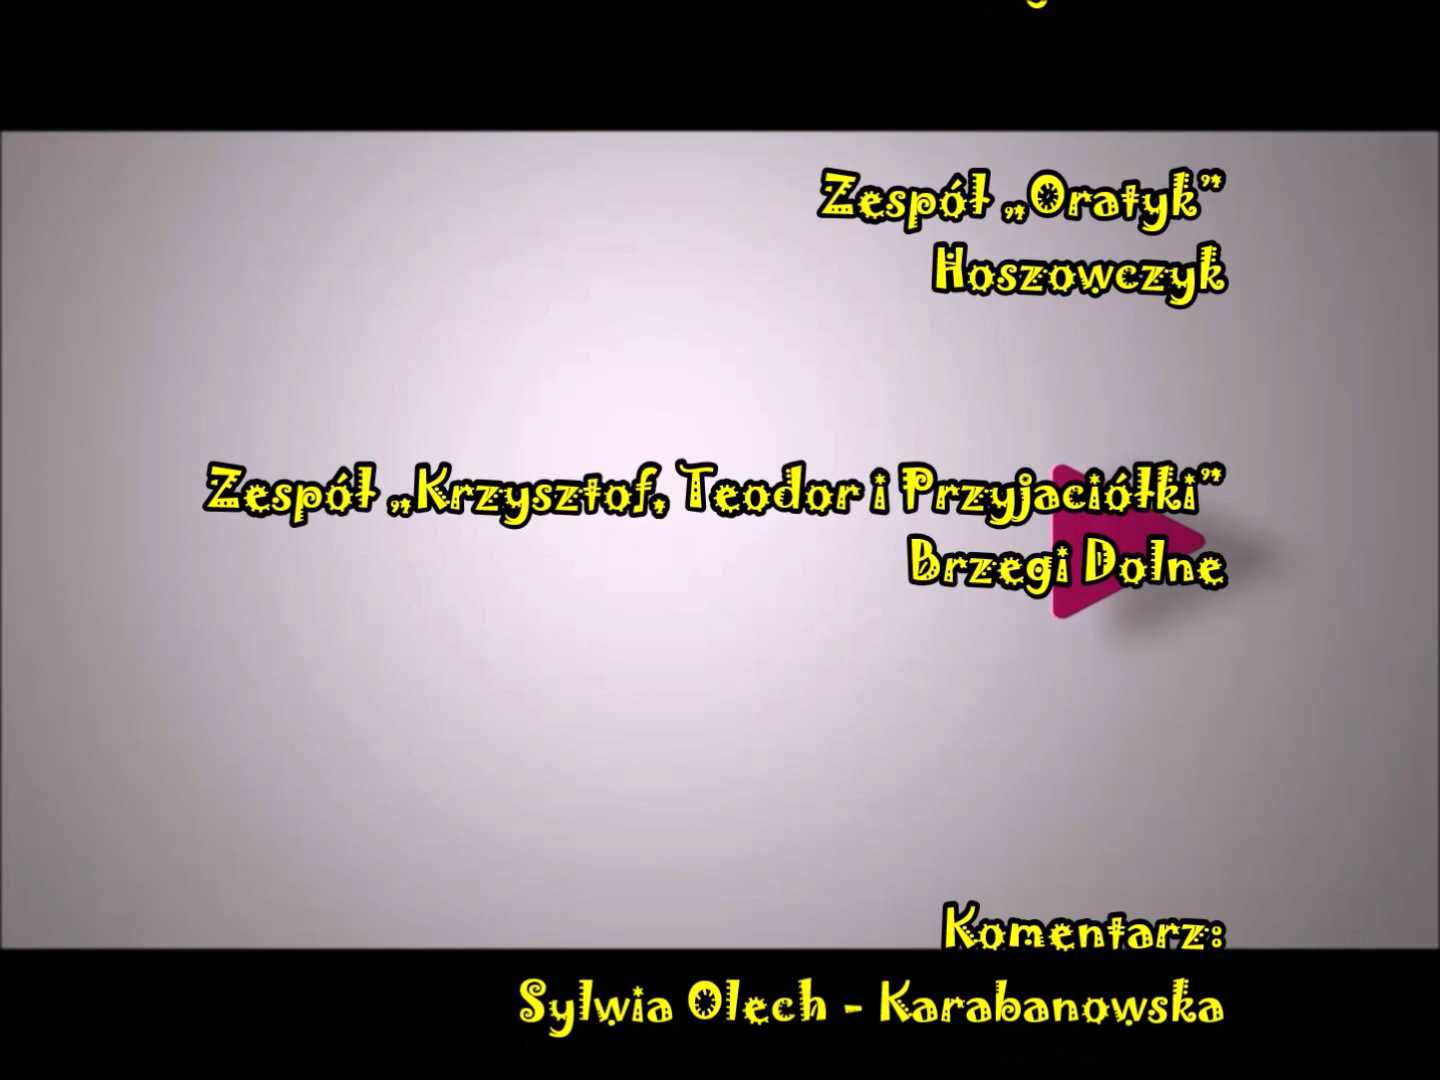 Zespół „Oratyk”
Hoszowczyk
Zespół „Krzysztof, Teodor i Przyjaciółki”
Brzegi Dolne
Komentarz:
Sylwia Olech - Karabanowska